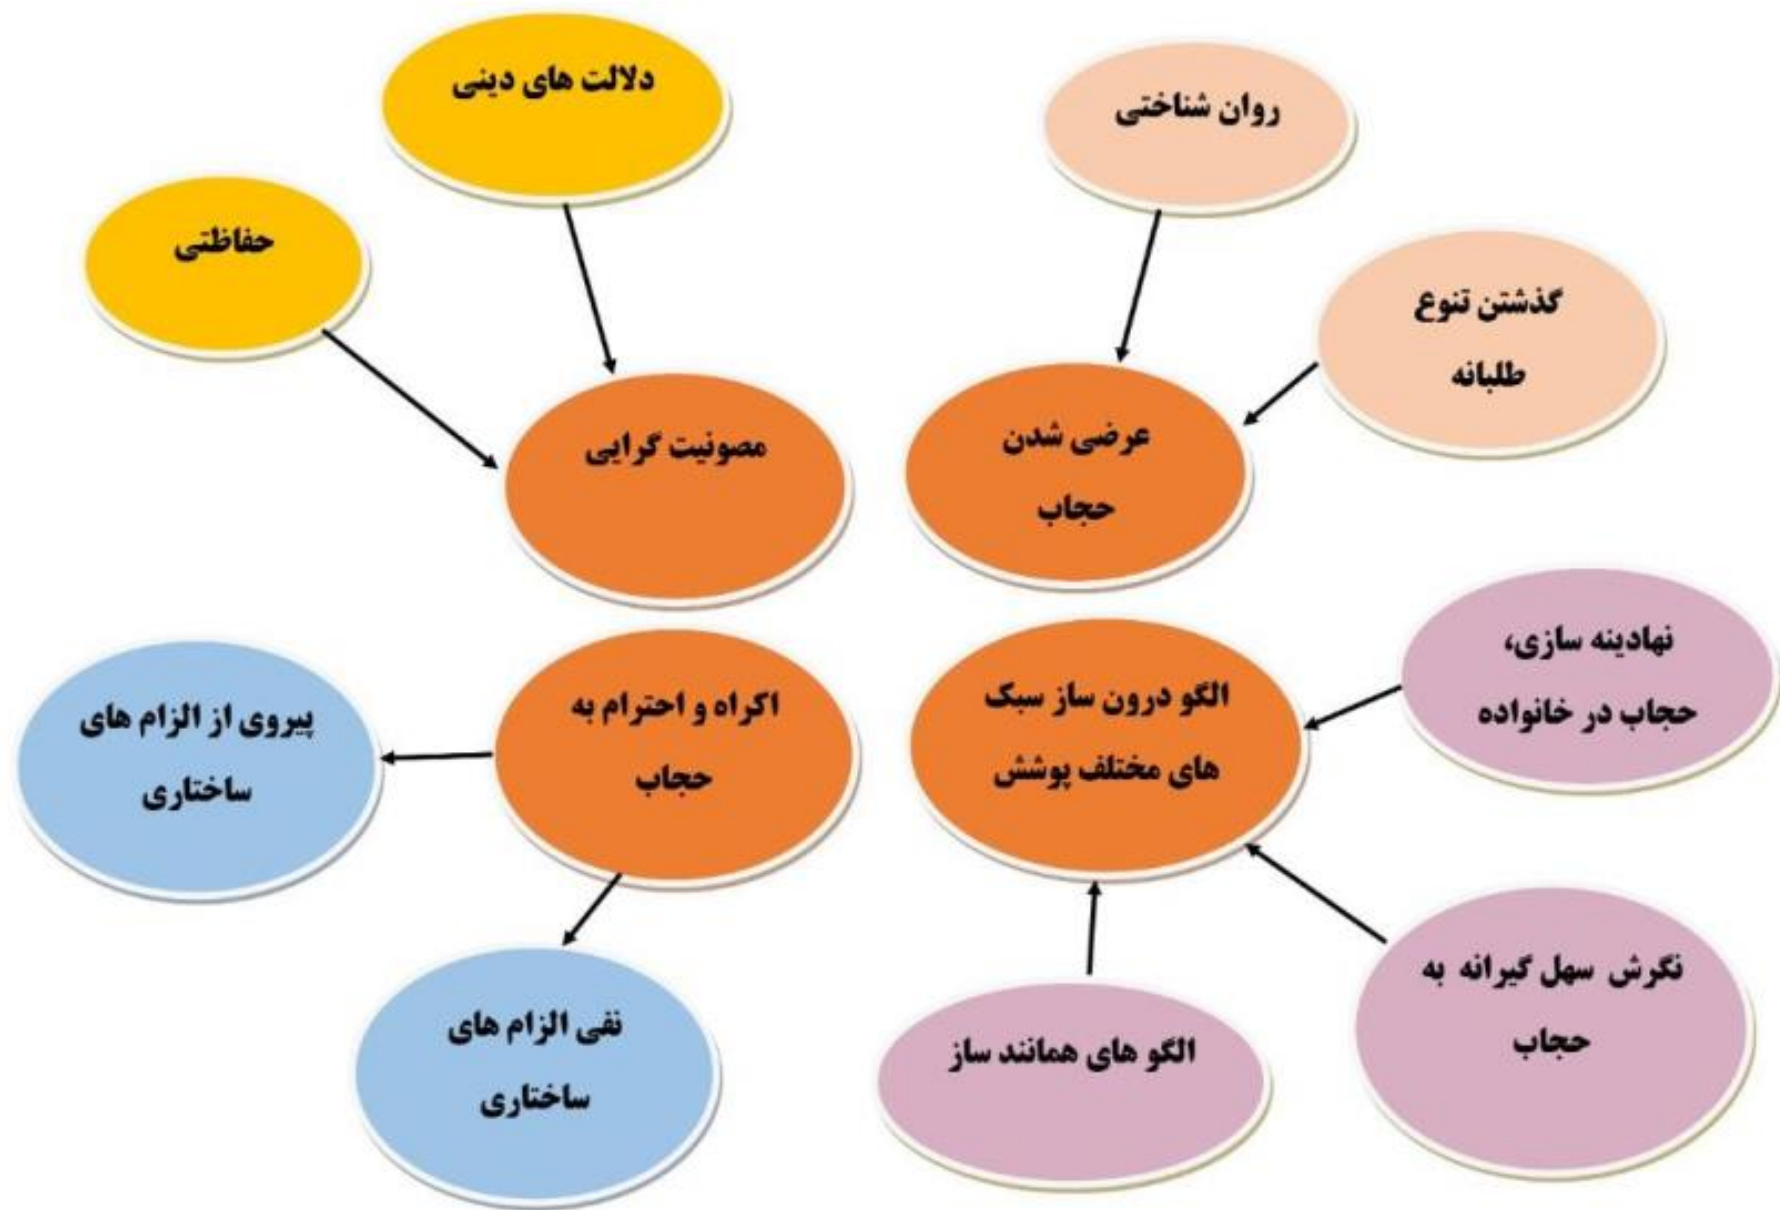 دلالت های دینی
روان شناختی
حفاظتی
گذشتن تنوع
طلبانه
مصونیت گرایی
عرضی شدن
حجاب
نهادینه سازی،
حجاب در خانواده
الگو درون ساز سبک
های مختلف پوشش
اکراه و احترام به
حجاب
پیروی از الزام های
ساختاری
نگرش سهل گیرانه به
حجاب
الگو های همانند ساز
نفی الزام های
ساختاری